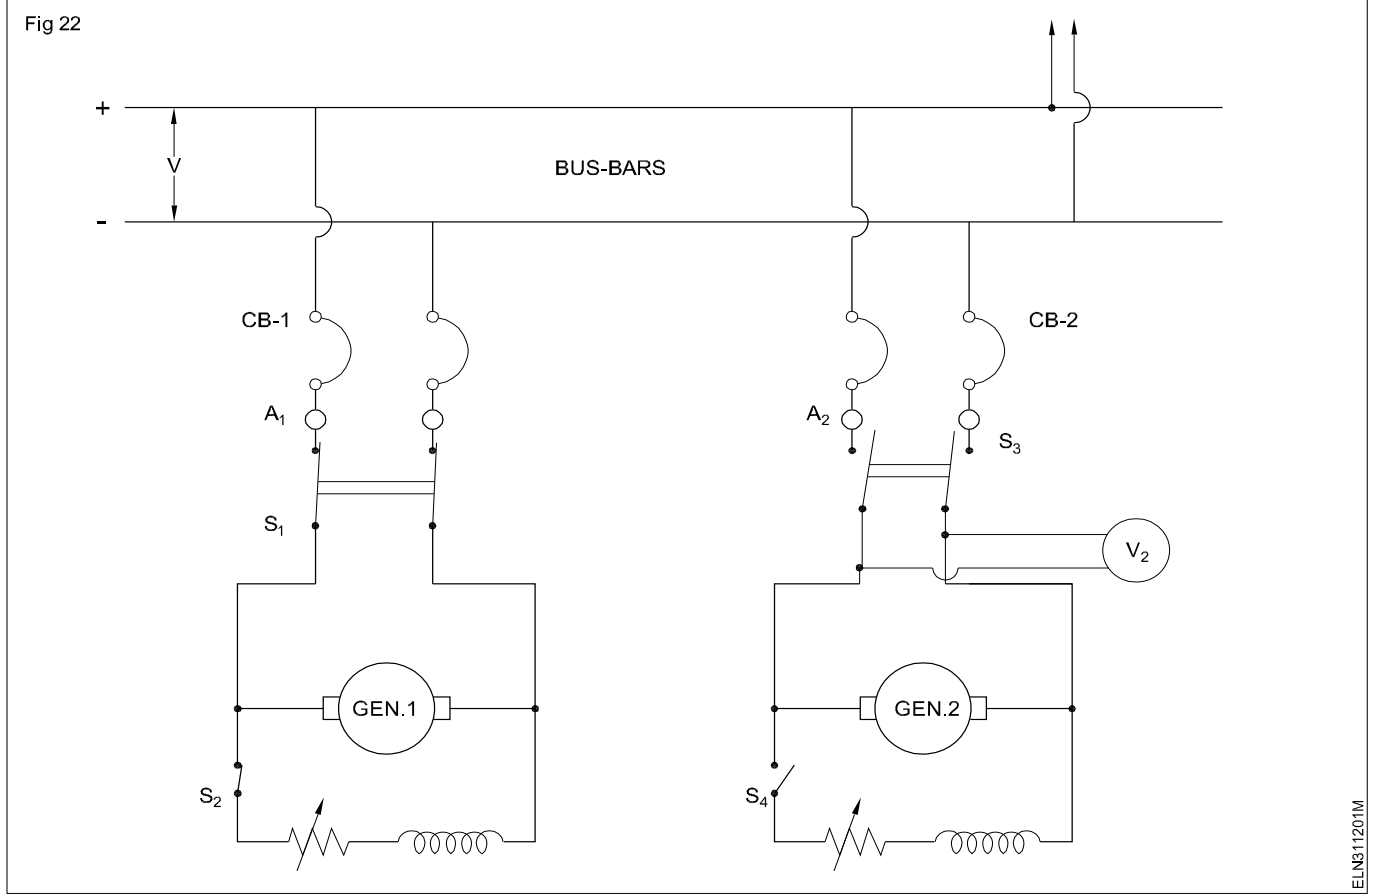 Fig 22
+
V
BUS-BARS
-
CB-1
CB-2
A₁
A₂
S₃
S₁
V₂
GEN.1
GEN.2
S₂
S₄
ELN311201M